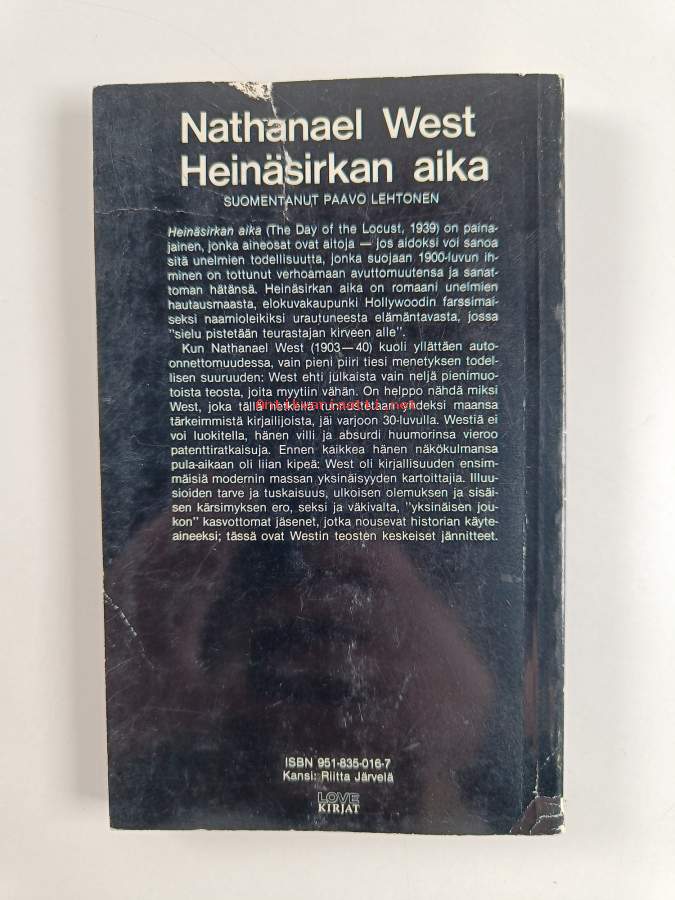 Nathanael West
Heinäsirkan aika
SUOMENTANUT PAAVO LEHTONEN
Heinäsirkan aika (The Day of the Locust, 1939) on paina-
jainen, jonka aineosat ovat aitoja — jos aidoksi voi sanoa
sitä unelmien todellisuutta, jonka suojaan 1900-luvun ih-
minen on tottunut verhoamaan avuttomuutensa ja sanat-
toman hätänsä. Heinäsirkan aika on romaani unelmien
hautausmaasta, elokuvakaupunki Hollywoodin farssimai-
seksi naamioleikiksi urautuneesta elämäntavasta, jossa
"sielu pistetään teurastajan kirveen alle".
Kun Nathanael West (1903—40) kuoli yllättäen auto-
onnettomuudessa, vain pieni piiri tiesi menetyksen todel-
lisen suuruuden: West ehti julkaista vain neljä pienimuo-
toista teosta, joita myytiin vähän. On helppo nähdä miksi
West, joka tällä hetkellä tunnustetaan yhdeksi maansa
tärkeimmistä kirjailijoista, jäi varjoon 30-luvulla. Westiä ei
voi luokitella, hänen villi ja absurdi huumorinsa vieroo
patenttiratkaisuja. Ennen kaikkea hänen näkökulmansa
pula-aikaan oli liian kipeä: West oli kirjallisuuden ensim-
mäisiä modernin massan yksinäisyyden kartoittajia. Illuu-
sioiden tarve ja tuskaisuus, ulkoisen olemuksen ja sisäi-
sen kärsimyksen ero, seksi ja väkivalta, "yksinäisen jou-
kon" kasvottomat jäsenet, jotka nousevat historian käyte-
aineeksi; tässä ovat Westin teosten keskeiset jännitteet.
ISBN 951-835-016-7
Kansi: Riitta Järvelä
LOVE
KIRJAT